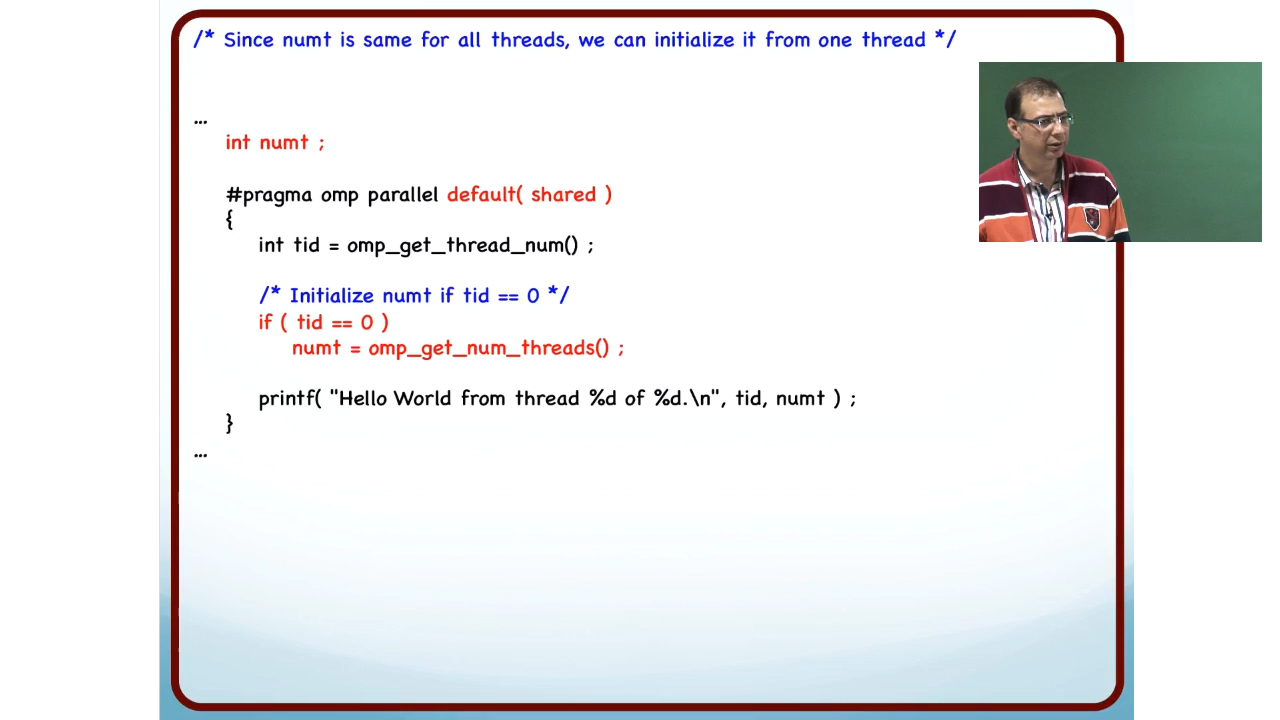 /* Since numt is same for all threads, we can initialize it from one thread */
...
int numt ;
#pragma omp parallel default( shared )
{
int tid = omp_get_thread_num() ;
/* Initialize numt if tid == 0 */
if ( tid == 0 )
numt = omp_get_num_threads() ;
printf( "Hello World from thread %d of %d.\n", tid, numt ) ;
}
...